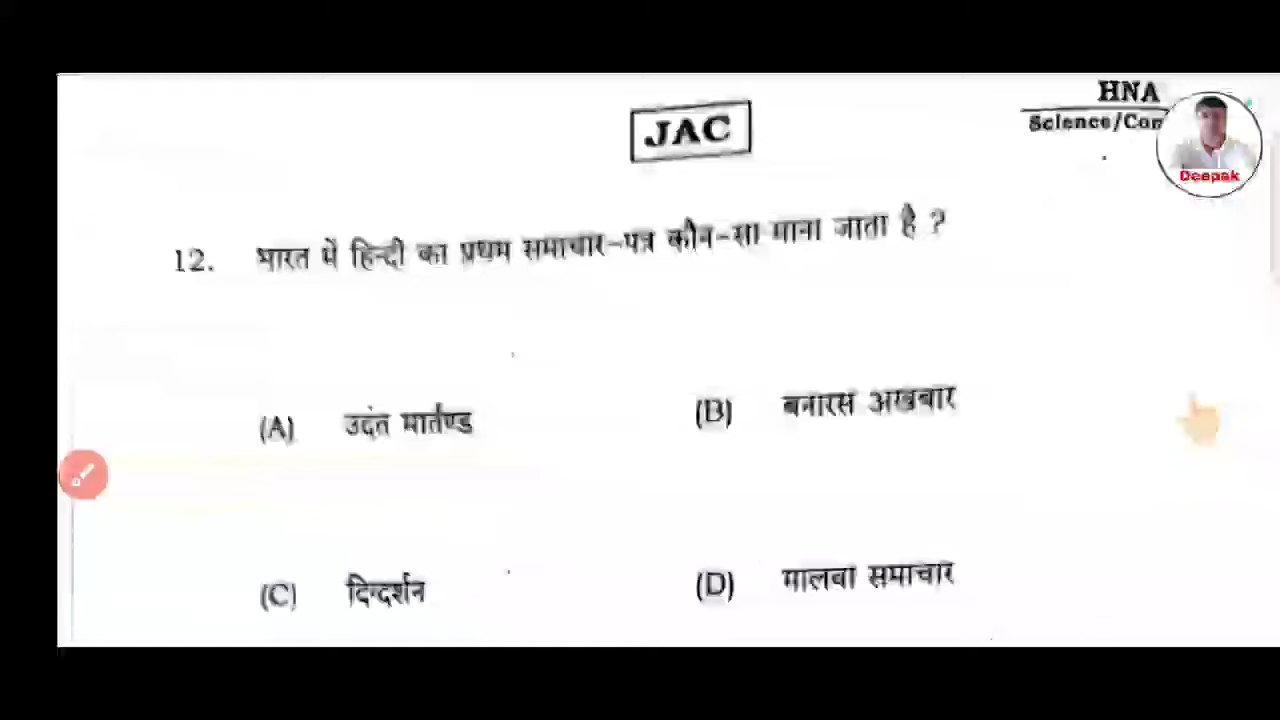 HNA
JAC
Science/Com
Deepak
12. भारत में हिन्दी का प्रथम समाचार-पत्र कौन-सा माना जाता है ?
(A) उदंत मार्तण्ड
(B) बनारस अखबार
(C) दिग्दर्शन
(D) मालवा समाचार